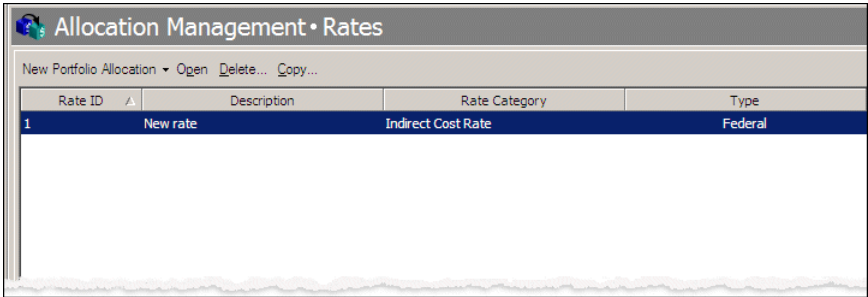 Allocation Management • Rates
New Portfolio Allocation Open Delete... Copy...
Rate ID Description Rate Category Type
1 New rate Indirect Cost Rate Federal